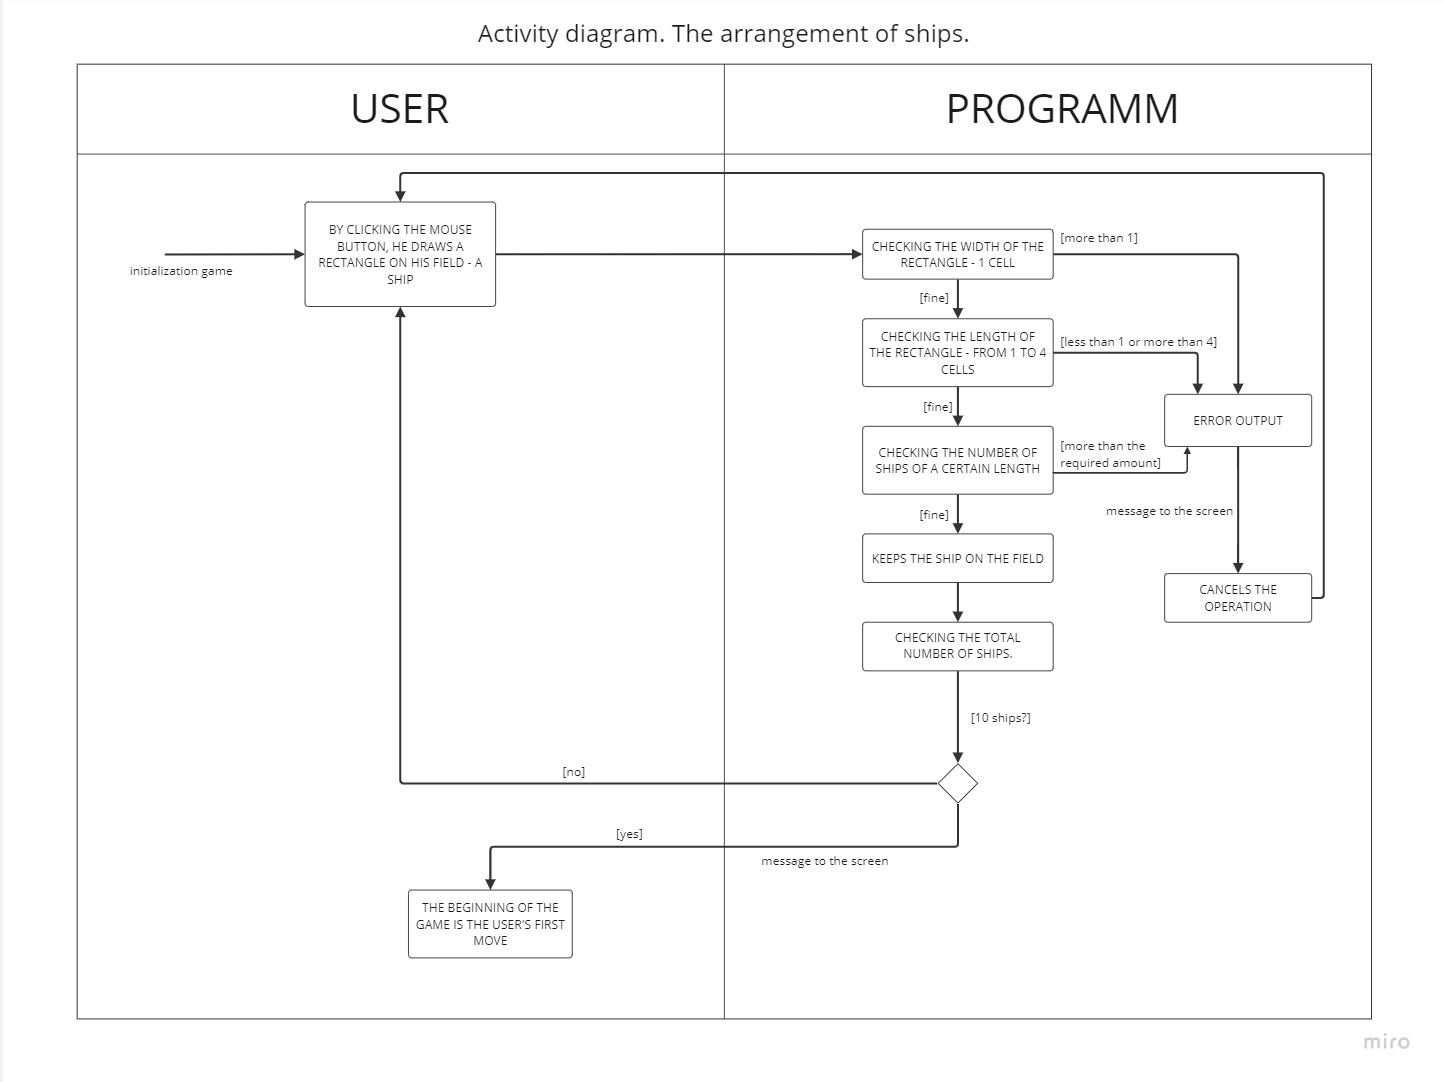 Activity diagram. The arrangement of ships.
USER
PROGRAMM
initialization game
BY CLICKING THE MOUSE
BUTTON, HE DRAWS A
RECTANGLE ON HIS FIELD - A
SHIP
CHECKING THE WIDTH OF THE
RECTANGLE - 1 CELL
[more than 1]
[fine]
CHECKING THE LENGTH OF
THE RECTANGLE - FROM 1 TO 4
CELLS
[less than 1 or more than 4]
[fine]
ERROR OUTPUT
CHECKING THE NUMBER OF
SHIPS OF A CERTAIN LENGTH
[more than the
required amount]
[fine]
message to the screen
KEEPS THE SHIP ON THE FIELD
CANCELS THE
OPERATION
CHECKING THE TOTAL
NUMBER OF SHIPS.
[10 ships?]
[no]
[yes]
message to the screen
THE BEGINNING OF THE
GAME IS THE USER'S FIRST
MOVE
miro